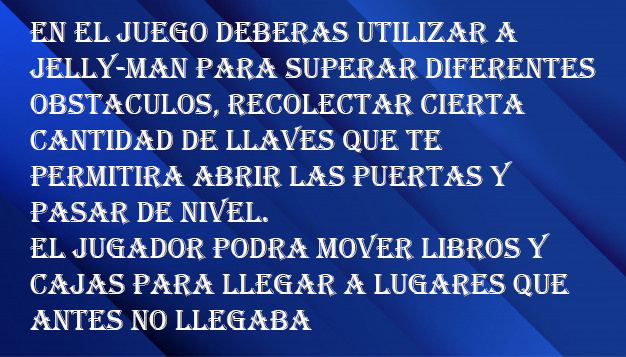 EN EL JUEGO DEBERAS UTILIZAR A
JELLY-MAN PARA SUPERAR DIFERENTES
OBSTACULOS, RECOLECTAR CIERTA
CANTIDAD DE LLAVES QUE TE
PERMITIRA ABRIR LAS PUERTAS Y
PASAR DE NIVEL.
EL JUGADOR PODRA MOVER LIBROS Y
CAJAS PARA LLEGAR A LUGARES QUE
ANTES NO LLEGABA